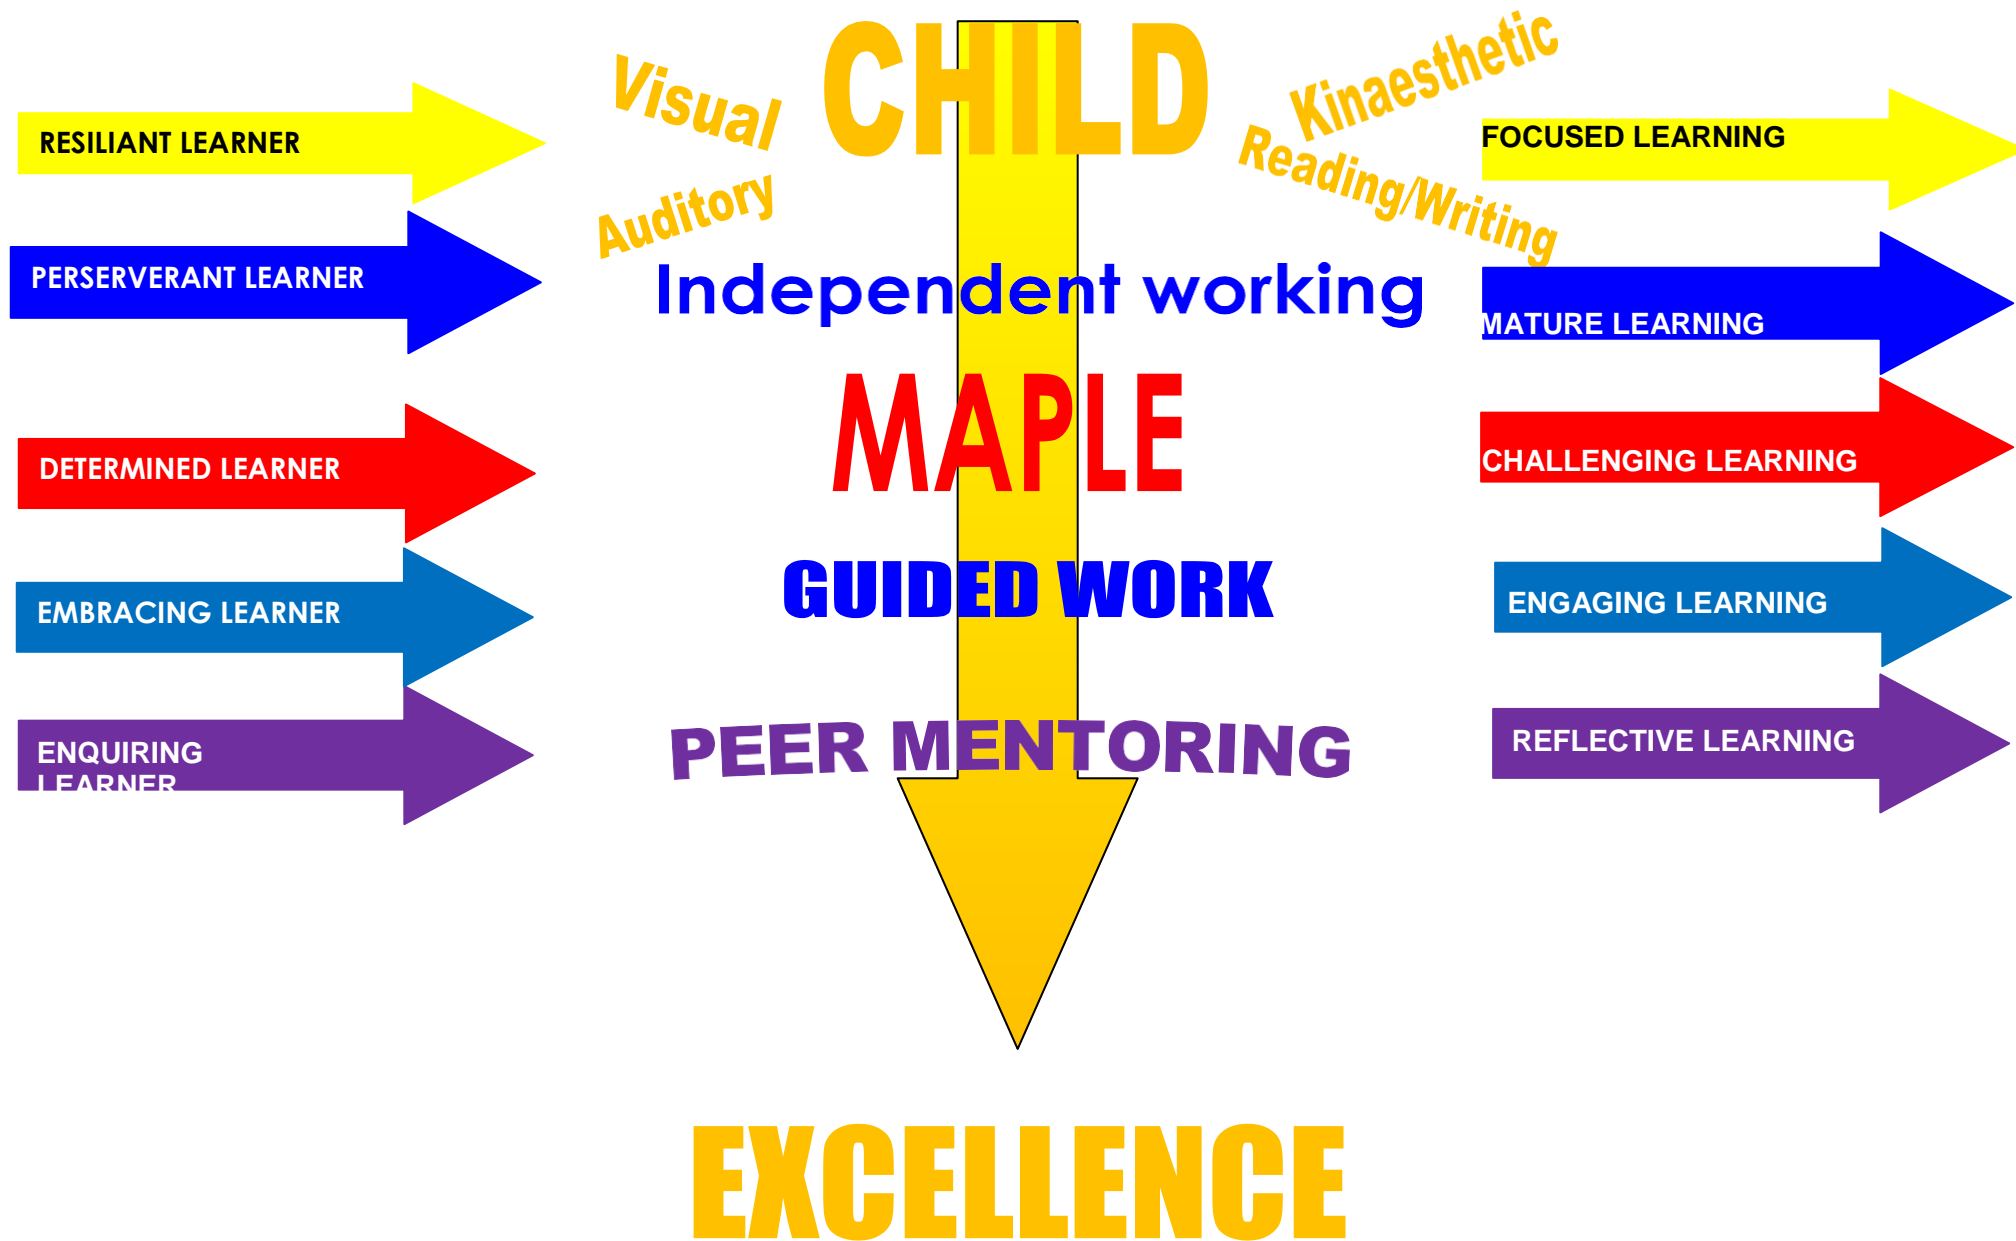 RESILIANT LEARNER
PERSERVERANT LEARNER
DETERMINED LEARNER
EMBRACING LEARNER
ENQUIRING
LEARNER
CHILD
Visual
Auditory
Kinaesthetic
Reading/Writing
Independent working
MAPLE
GUIDED WORK
PEER MENTORING
EXCELLENCE
FOCUSED LEARNING
MATURE LEARNING
CHALLENGING LEARNING
ENGAGING LEARNING
REFLECTIVE LEARNING